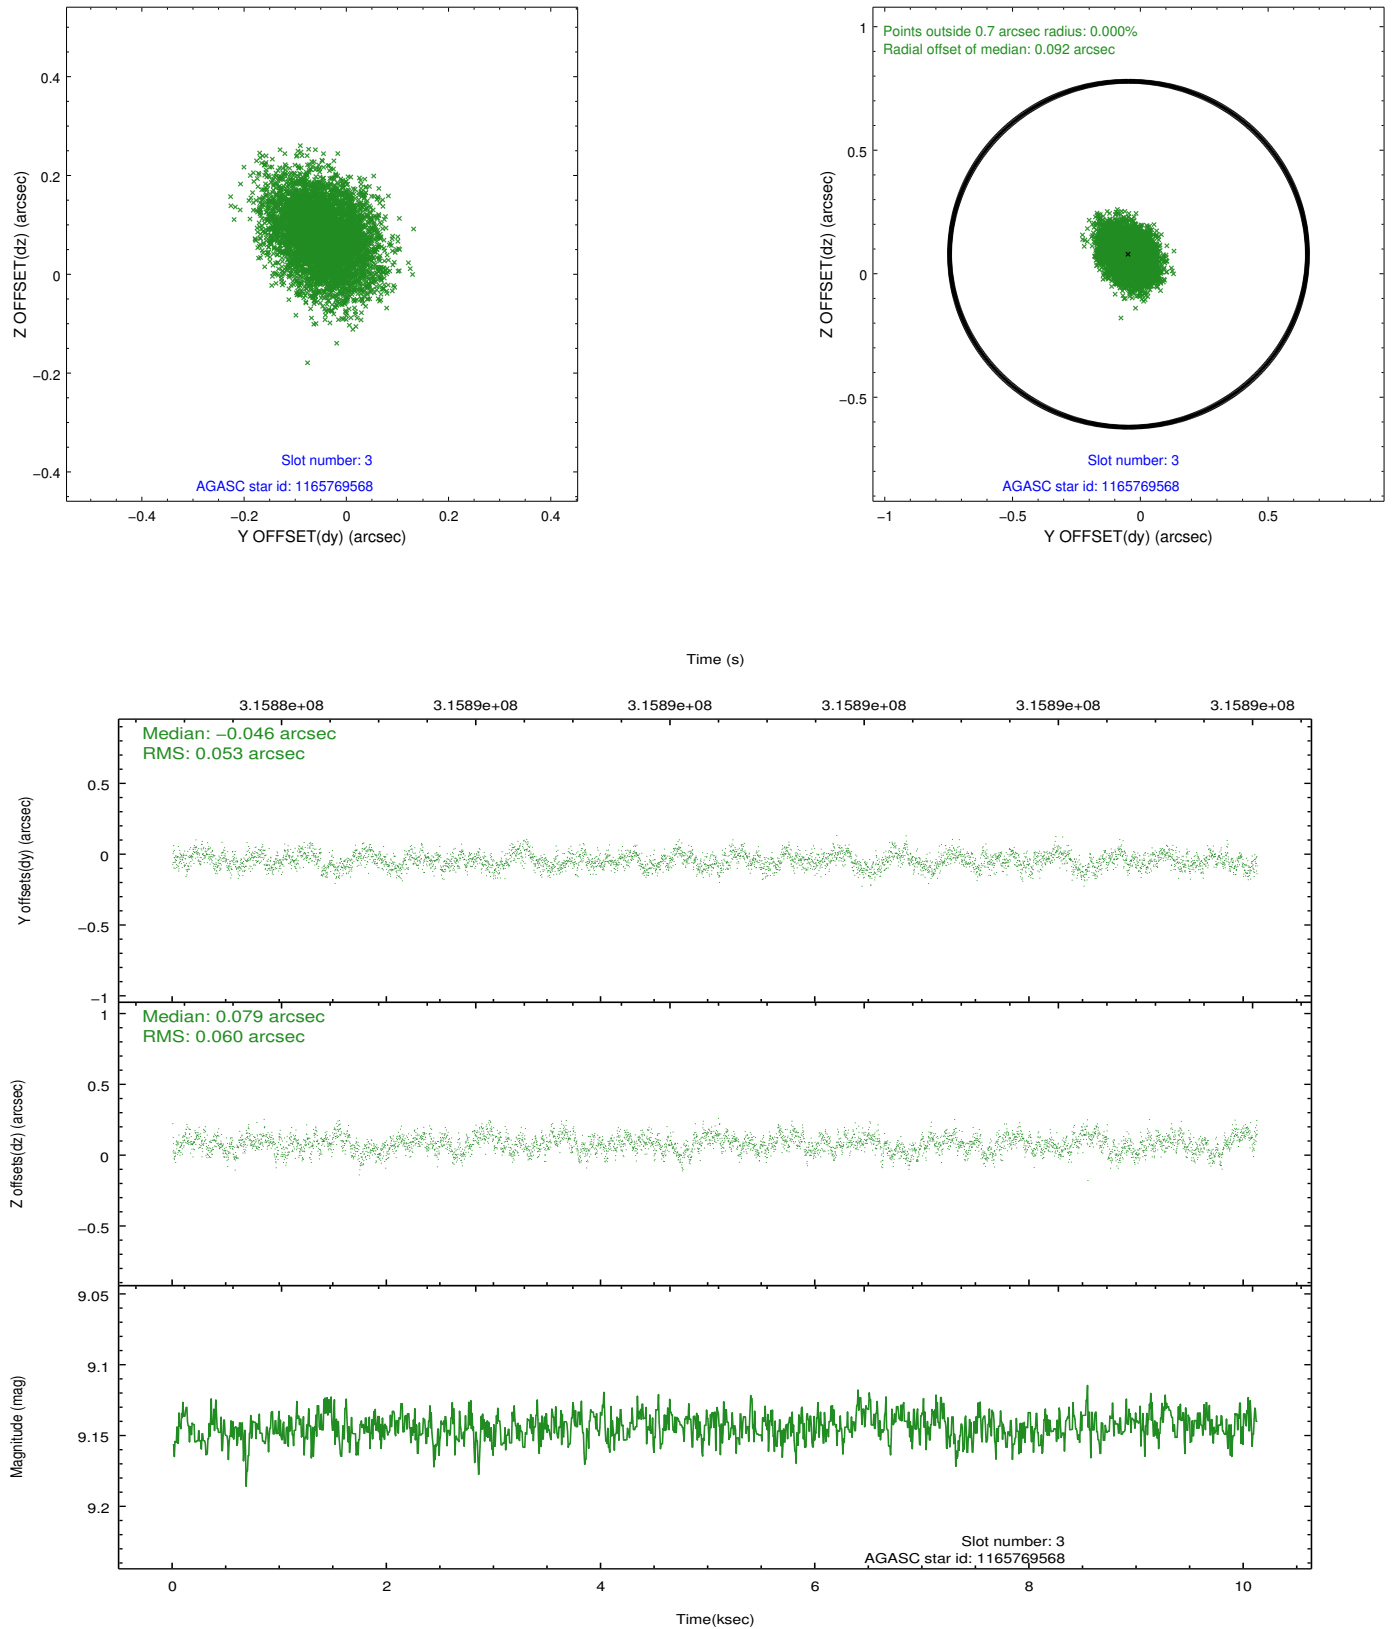 0.4
0.2
0
−0.2
−0.4
Z OFFSET(dz) (arcsec)
Slot number: 3
AGASC star id: 1165769568
−0.4 −0.2 0 0.2 0.4
Y OFFSET(dy) (arcsec)
Points outside 0.7 arcsec radius: 0.000%
Radial offset of median: 0.092 arcsec
1
0.5
0
−0.5
Z OFFSET(dz) (arcsec)
Slot number: 3
AGASC star id: 1165769568
−1 −0.5 0 0.5
Y OFFSET(dy) (arcsec)
Time (s)
3.1588e+08 3.1589e+08 3.1589e+08 3.1589e+08 3.1589e+08 3.1589e+08
Median: −0.046 arcsec
RMS: 0.053 arcsec
0.5
0
−0.5
−1
Y offsets(dy) (arcsec)
Median: 0.079 arcsec
RMS: 0.060 arcsec
1
0.5
0
−0.5
Z offsets(dz) (arcsec)
9.05
9.1
9.15
9.2
Magnitude (mag)
Slot number: 3
AGASC star id: 1165769568
0 2 4 6 8 10
Time(ksec)